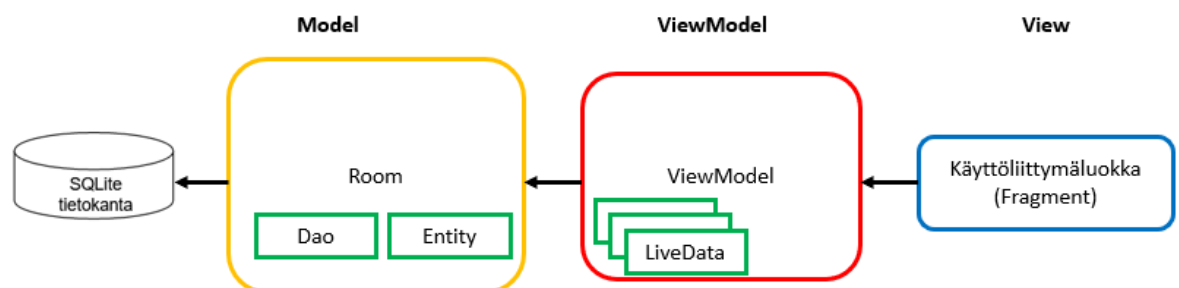 Model
ViewModel
View
SQLite
tietokanta
Room
Dao
Entity
ViewModel
LiveData
Käyttöliittymäluokka
(Fragment)